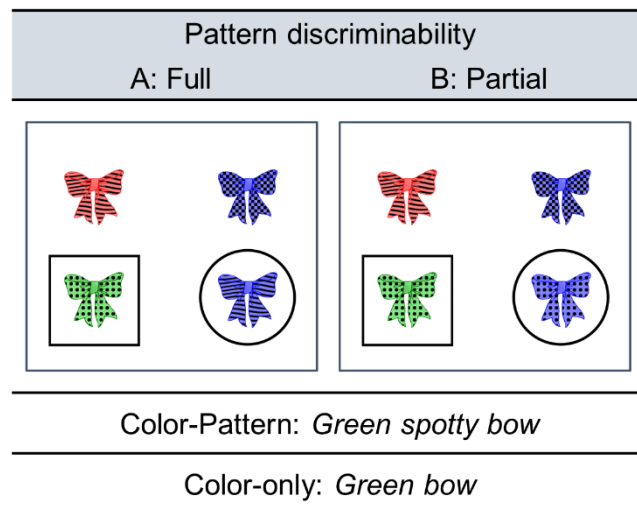 Pattern discriminability
A: Full B: Partial
Color-Pattern: Green spotty bow
Color-only: Green bow